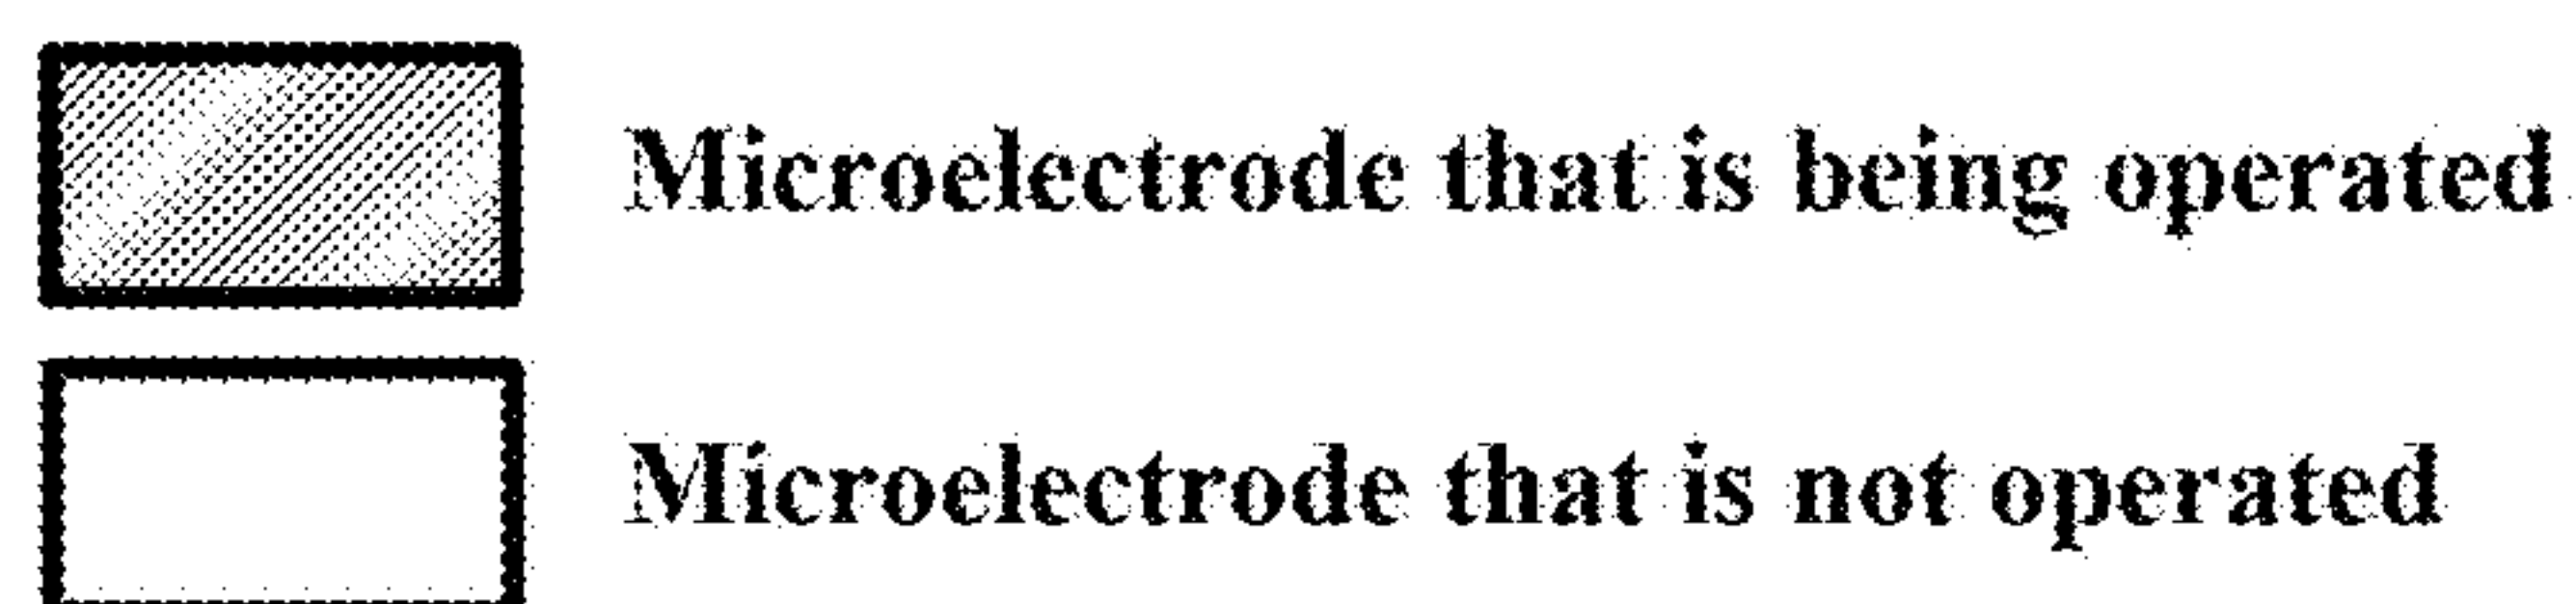 Microelectrode that is being operated
Microelectrode that is not operated